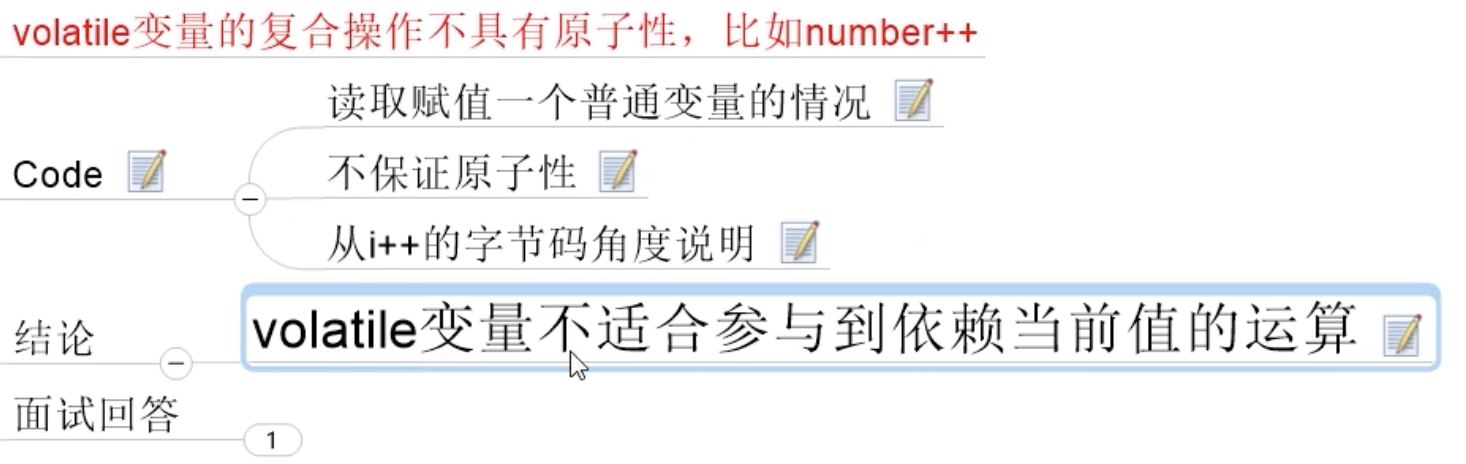 volatile变量的复合操作不具有原子性，比如number++
读取赋值一个普通变量的情况
Code
不保证原子性
从i++的字节码角度说明
结论
volatile变量不适合参与到依赖当前值的运算
面试回答
1